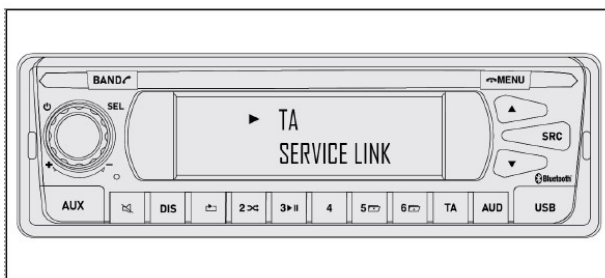 BAND MENU
SEL
TA
SERVICE LINK
SRC
Bluetooth
AUX DIS 2 3 4 5 6 TA AUD USB